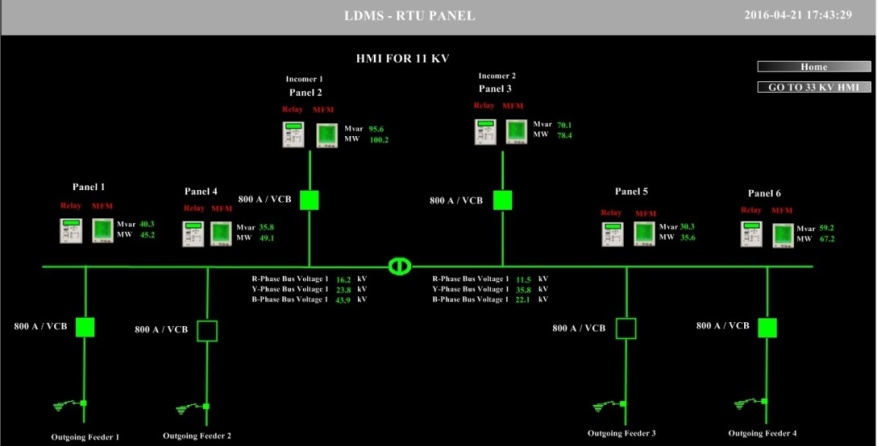 LDMS - RTU PANEL
2016-04-21 17:43:29
HMI FOR 11 KV
Home
GO TO 33 KV HMI
Incomer 1
Panel 2
Relay MFM
Mvar 95.6
MW 100.2
800 A / VCB
Incomer 2
Panel 3
Relay MFM
Mvar 70.1
MW 78.4
800 A / VCB
Panel 1
Relay MFM
Mvar 40.3
MW 45.2
Panel 4
Relay MFM
Mvar 35.8
MW 49.1
Panel 5
Relay MFM
Mvar 30.3
MW 35.6
Panel 6
Relay MFM
Mvar 59.2
MW 67.2
R-Phase Bus Voltage 1 16.2 kV
Y-Phase Bus Voltage 1 23.8 kV
B-Phase Bus Voltage 1 43.9 kV
R-Phase Bus Voltage 1 11.5 kV
Y-Phase Bus Voltage 1 35.8 kV
B-Phase Bus Voltage 1 22.1 kV
800 A / VCB
800 A / VCB
800 A / VCB
800 A / VCB
Outgoing Feeder 1
Outgoing Feeder 2
Outgoing Feeder 3
Outgoing Feeder 4